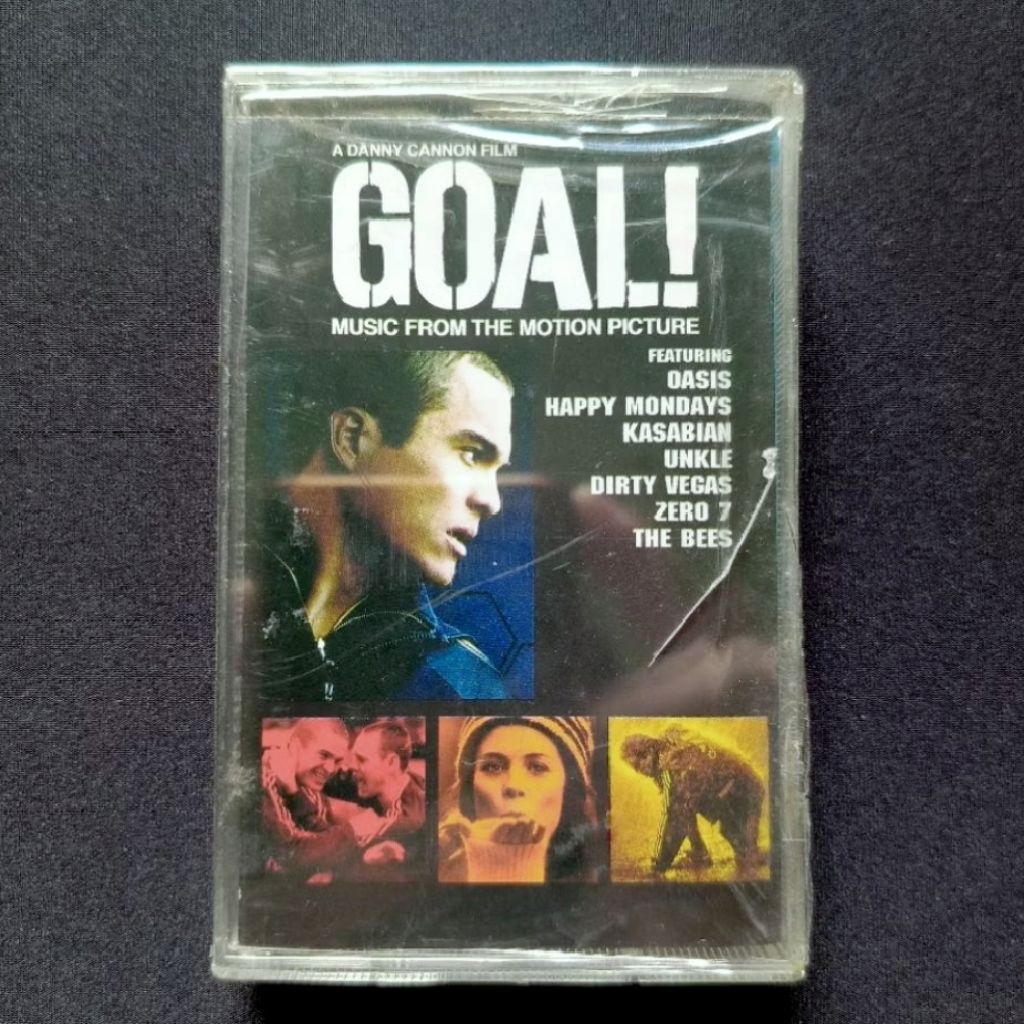 A DANNY CANNON FILM
GOAL!
MUSIC FROM THE MOTION PICTURE
FEATURING
OASIS
HAPPY MONDAYS
KASABIAN
UNKLE
DIRTY VEGAS
ZERO 7
THE BEES